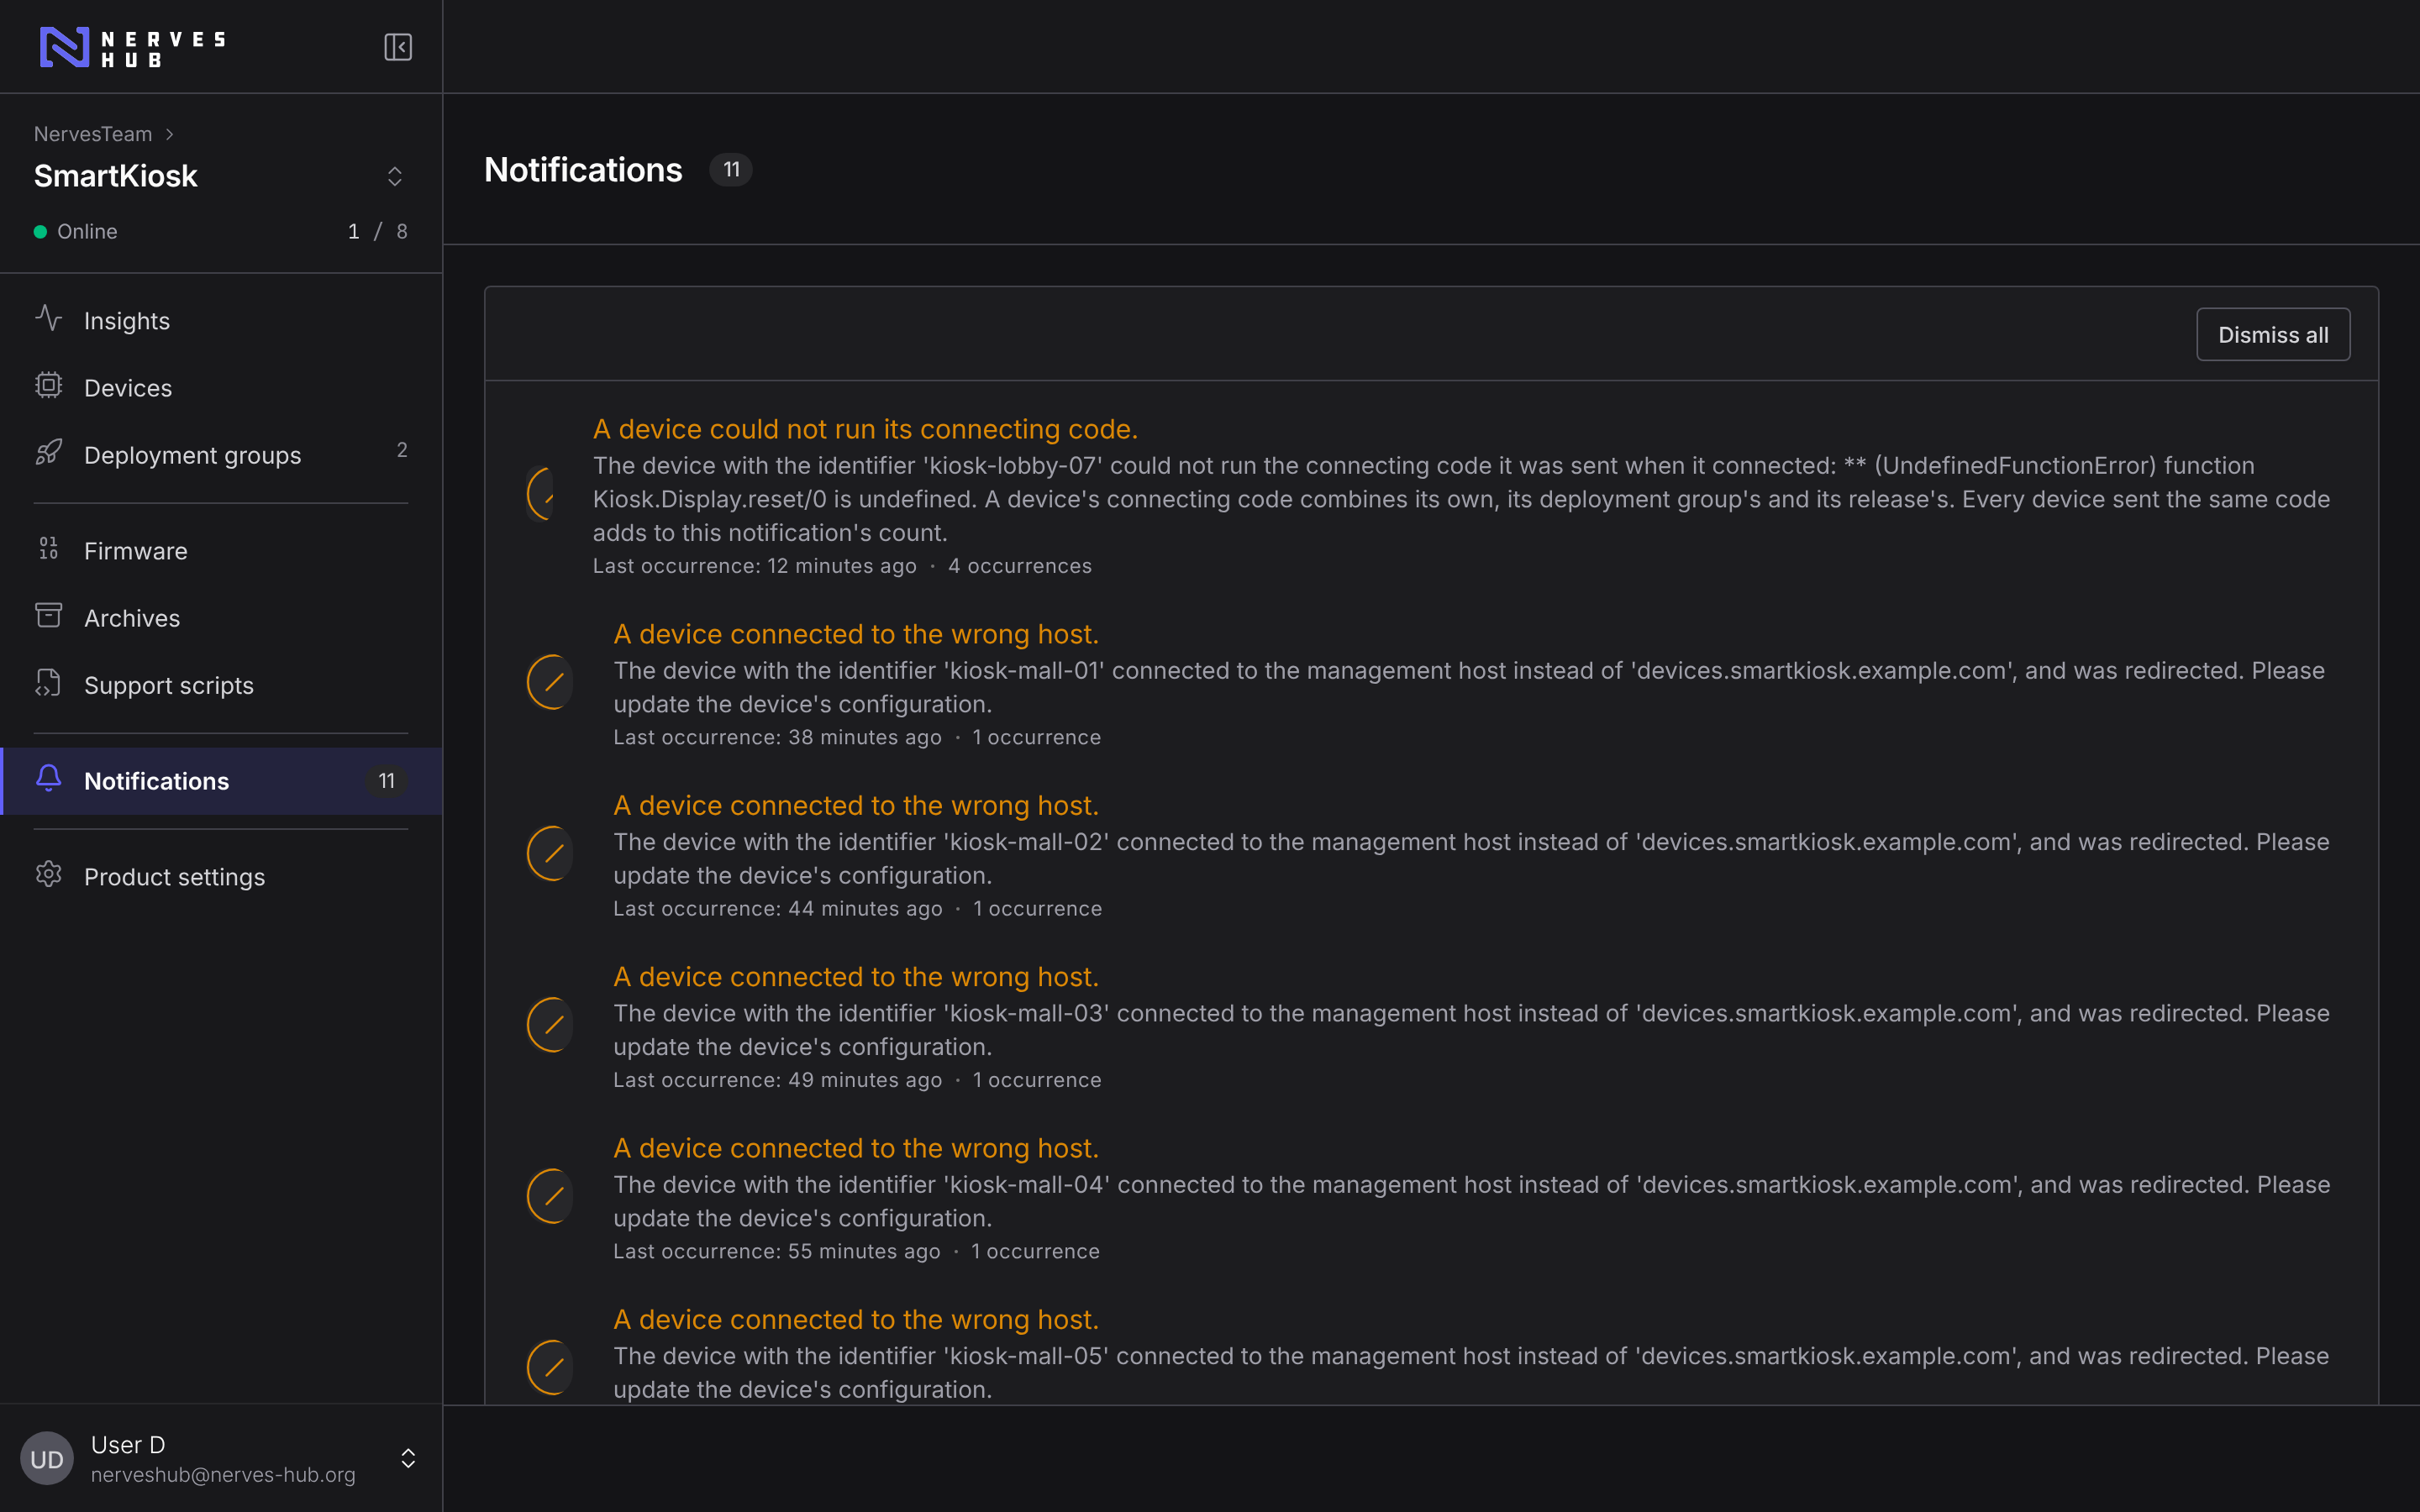 NERVES
HUB
NervesTeam
SmartKiosk
Online 1 / 8
Insights
Devices
Deployment groups 2
Firmware
Archives
Support scripts
Notifications 11
Product settings
User D
UD
nerveshub@nerves-hub.org
Notifications 11
Dismiss all
A device could not run its connecting code.
The device with the identifier 'kiosk-lobby-07' could not run the connecting code it was sent when it connected: ** (UndefinedFunctionError) function
Kiosk.Display.reset/0 is undefined. A device's connecting code combines its own, its deployment group's and its release's. Every device sent the same code
adds to this notification's count.
Last occurrence: 12 minutes ago · 4 occurrences
A device connected to the wrong host.
The device with the identifier 'kiosk-mall-01' connected to the management host instead of 'devices.smartkiosk.example.com', and was redirected. Please
update the device's configuration.
Last occurrence: 38 minutes ago · 1 occurrence
A device connected to the wrong host.
The device with the identifier 'kiosk-mall-02' connected to the management host instead of 'devices.smartkiosk.example.com', and was redirected. Please
update the device's configuration.
Last occurrence: 44 minutes ago · 1 occurrence
A device connected to the wrong host.
The device with the identifier 'kiosk-mall-03' connected to the management host instead of 'devices.smartkiosk.example.com', and was redirected. Please
update the device's configuration.
Last occurrence: 49 minutes ago · 1 occurrence
A device connected to the wrong host.
The device with the identifier 'kiosk-mall-04' connected to the management host instead of 'devices.smartkiosk.example.com', and was redirected. Please
update the device's configuration.
Last occurrence: 55 minutes ago · 1 occurrence
A device connected to the wrong host.
The device with the identifier 'kiosk-mall-05' connected to the management host instead of 'devices.smartkiosk.example.com', and was redirected. Please
update the device's configuration.